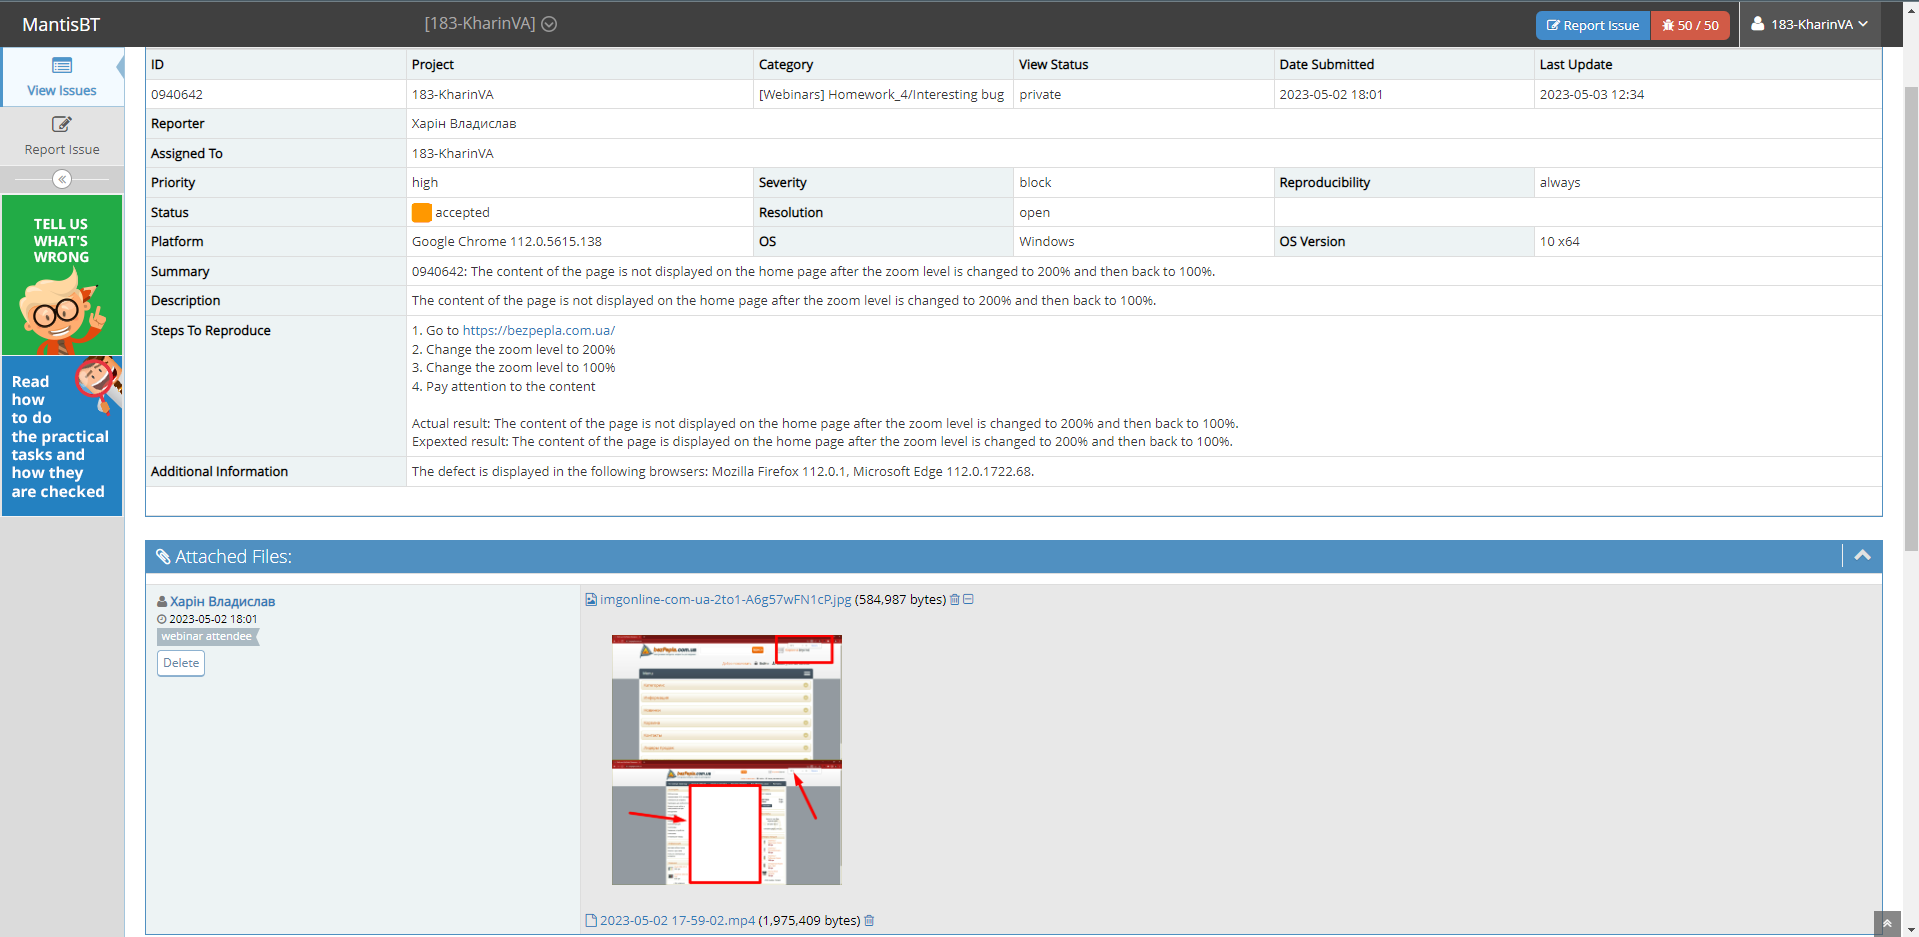 MantisBT
[183-KharinVA]
Report Issue
50 / 50
183-KharinVA
View Issues
Report Issue
TELL US
WHAT'S
WRONG
Read
how
to do
the practical
tasks and
how they
are checked
ID Project Category View Status Date Submitted Last Update
0940642 183-KharinVA [Webinars] Homework_4/Interesting bug private 2023-05-02 18:01 2023-05-03 12:34
Reporter Харін Владислав
Assigned To 183-KharinVA
Priority high Severity block Reproducibility always
Status accepted Resolution open
Platform Google Chrome 112.0.5615.138 OS Windows OS Version 10 x64
Summary 0940642: The content of the page is not displayed on the home page after the zoom level is changed to 200% and then back to 100%.
Description The content of the page is not displayed on the home page after the zoom level is changed to 200% and then back to 100%.
Steps To Reproduce 1. Go to https://bezpepla.com.ua/
2. Change the zoom level to 200%
3. Change the zoom level to 100%
4. Pay attention to the content
Actual result: The content of the page is not displayed on the home page after the zoom level is changed to 200% and then back to 100%.
Expexted result: The content of the page is displayed on the home page after the zoom level is changed to 200% and then back to 100%.
Additional Information The defect is displayed in the following browsers: Mozilla Firefox 112.0.1, Microsoft Edge 112.0.1722.68.
Attached Files:
Харін Владислав
2023-05-02 18:01
webinar attendee
Delete
imgonline-com-ua-2to1-A6g57wFN1cP.jpg (584,987 bytes)
bezPepla.com.ua
bezPepla.com.ua
2023-05-02 17-59-02.mp4 (1,975,409 bytes)